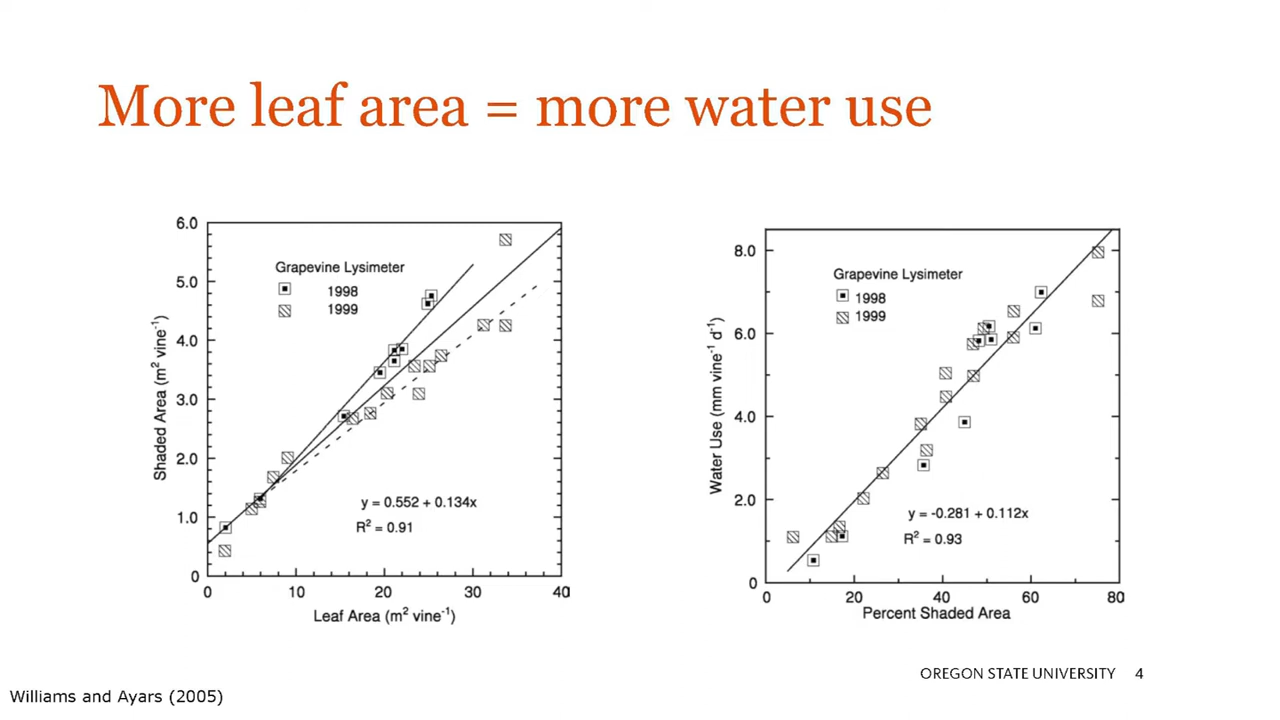 More leaf area = more water use
6.0
5.0
4.0
3.0
2.0
1.0
0
Shaded Area (m² vine⁻¹)
Grapevine Lysimeter
1998
1999
y = 0.552 + 0.134x
R² = 0.91
0 10 20 30 40
Leaf Area (m² vine⁻¹)
8.0
6.0
4.0
2.0
0
Water Use (mm vine⁻¹ d⁻¹)
Grapevine Lysimeter
1998
1999
y = -0.281 + 0.112x
R² = 0.93
0 20 40 60 80
Percent Shaded Area
OREGON STATE UNIVERSITY 4
Williams and Ayars (2005)